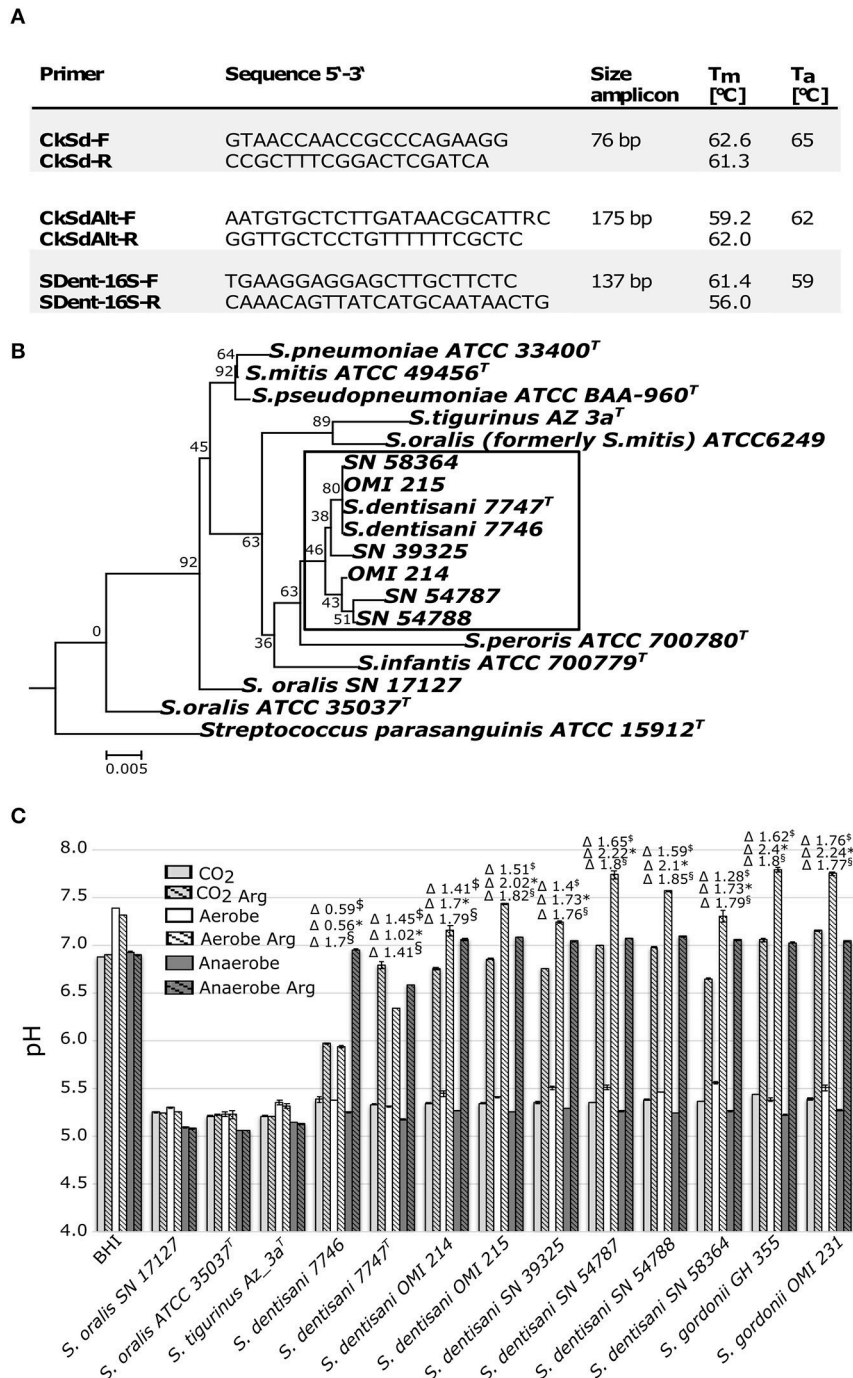 A
Primer Sequence 5‘-3‘ Size amplicon Tm [°C] Ta [°C]
CkSd-F GTAACCAACCGCCCAGAAGG 76 bp 62.6 65
CkSd-R CCGCTTTCGGACTCGATCA 61.3
CkSdAlt-F AATGTGCTCTTGATAACGCATTRC 175 bp 59.2 62
CkSdAlt-R GGTTGCTCCTGTTTTTTCGCTC 62.0
SDent-16S-F TGAAGGAGGAGCTTGCTTCTC 137 bp 61.4 59
SDent-16S-R CAAACAGTTATCATGCAATAACTG 56.0
B
64 S.pneumoniae ATCC 33400T
92 S.mitis ATCC 49456T
S.pseudopneumoniae ATCC BAA-960T
89 S.tigurinus AZ 3aT
45 S.oralis (formerly S.mitis) ATCC6249
SN 58364
80 OMI 215
S.dentisani 7747T
38 S.dentisani 7746
63 46 SN 39325
92 OMI 214
63 43 SN 54787
51 SN 54788
0 36 S.peroris ATCC 700780T
S.infantis ATCC 700779T
S. oralis SN 17127
S.oralis ATCC 35037T
Streptococcus parasanguinis ATCC 15912T
0.005
C
pH
8.0
7.5
7.0
6.5
6.0
5.5
5.0
4.5
4.0
CO2
CO2 Arg
Aerobe
Aerobe Arg
Anaerobe
Anaerobe Arg
Δ 0.59$
Δ 0.56*
Δ 1.7§
Δ 1.45$
Δ 1.02*
Δ 1.41§
Δ 1.41$
Δ 1.7*
Δ 1.79§
Δ 1.51$
Δ 2.02*
Δ 1.82§
Δ 1.4$
Δ 1.73*
Δ 1.76§
Δ 1.65$
Δ 2.22*
Δ 1.8§
Δ 1.59$
Δ 2.1*
Δ 1.85§
Δ 1.28$
Δ 1.73*
Δ 1.79§
Δ 1.62$
Δ 2.4*
Δ 1.8§
Δ 1.76$
Δ 2.24*
Δ 1.77§
BHI
S. oralis SN 17127
S. oralis ATCC 35037T
S. tigurinus Az_3aT
S. dentisani 7746
S. dentisani 7747T
S. dentisani OMI 214
S. dentisani OMI 215
S. dentisani SN 39325
S. dentisani SN 54787
S. dentisani SN 54788
S. dentisani SN 58364
S. gordonii GH 355
S. gordonii OMI 231